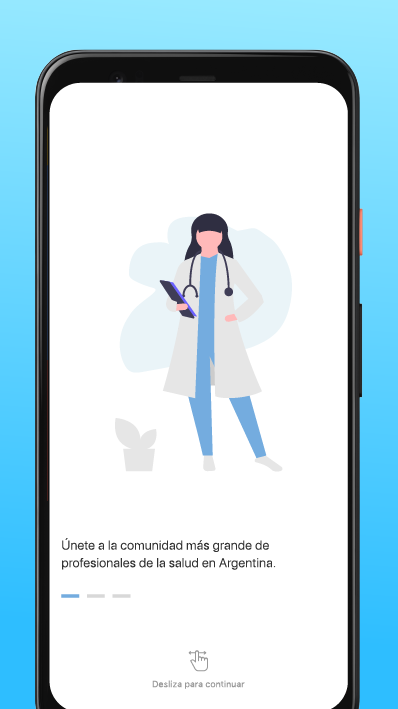 Únete a la comunidad más grande de
profesionales de la salud en Argentina.
Desliza para continuar